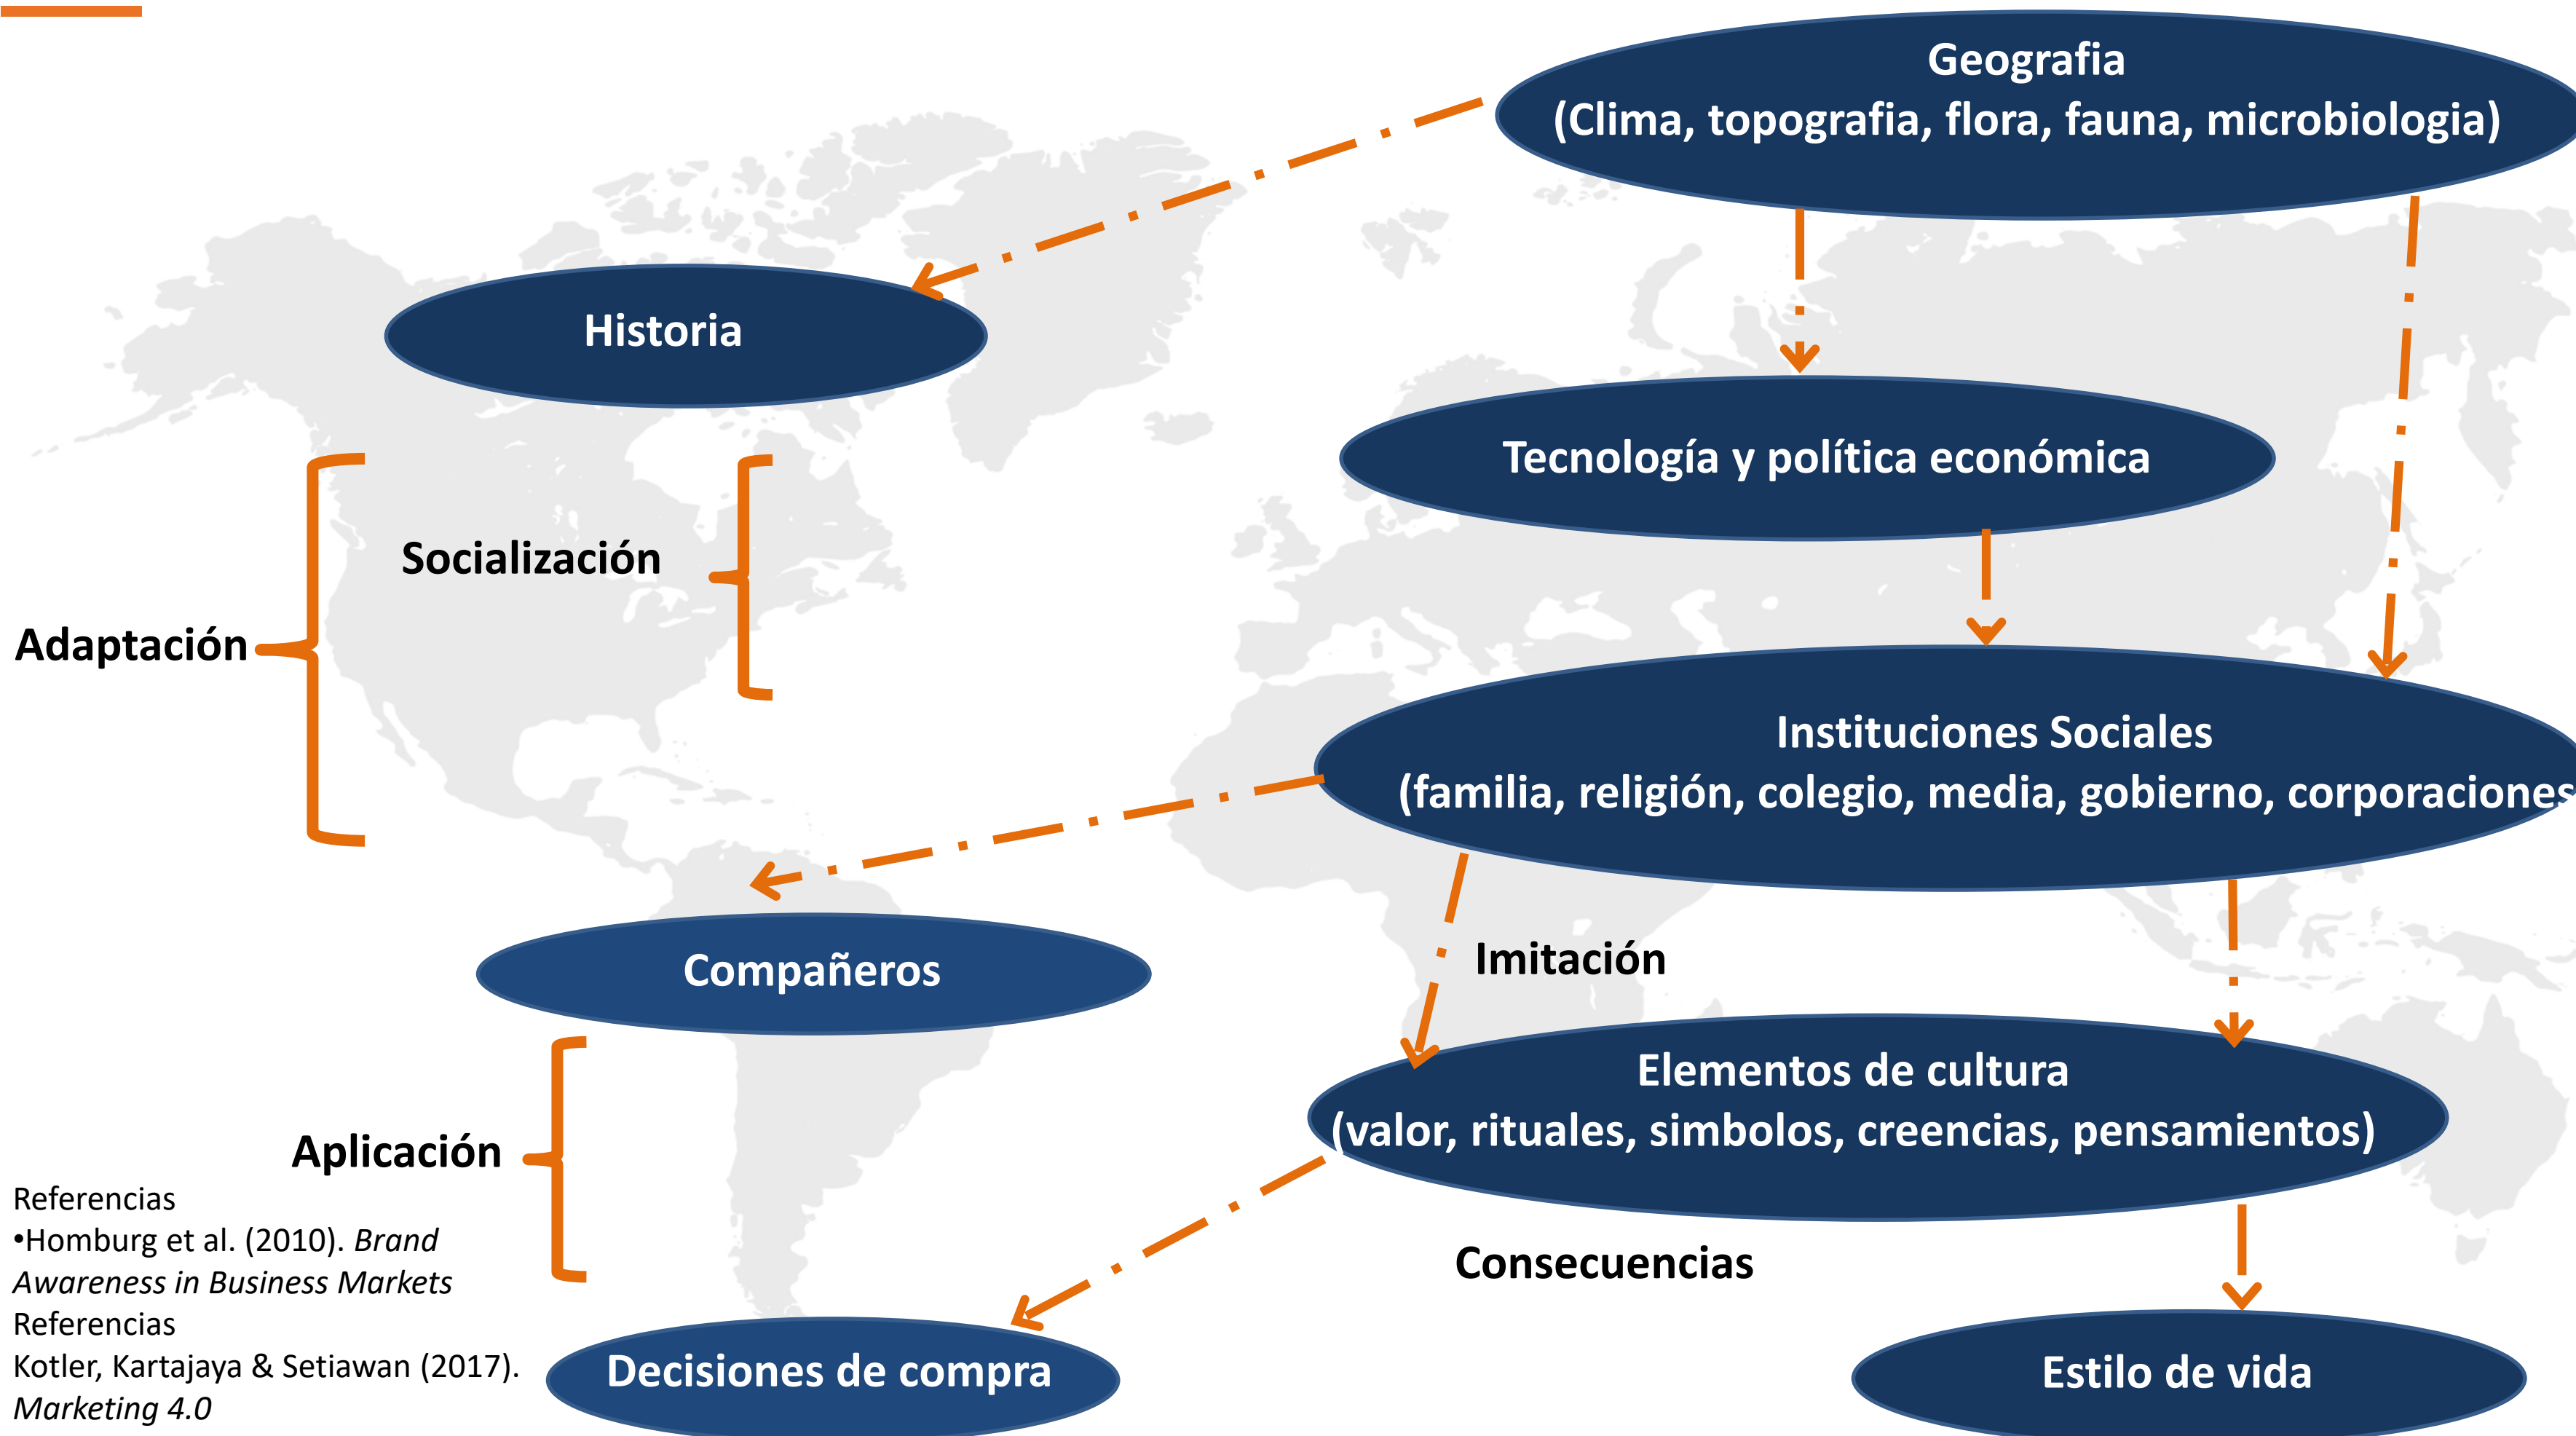 Geografia
(Clima, topografia, flora, fauna, microbiologia)
Historia
Tecnología y política económica
Socialización
Adaptación
Instituciones Sociales
(familia, religión, colegio, media, gobierno, corporaciones
Compañeros
Imitación
Elementos de cultura
(valor, rituales, simbolos, creencias, pensamientos)
Aplicación
Consecuencias
Referencias
•Homburg et al. (2010). Brand
Awareness in Business Markets
Referencias
Kotler, Kartajaya & Setiawan (2017).
Marketing 4.0
Decisiones de compra
Estilo de vida